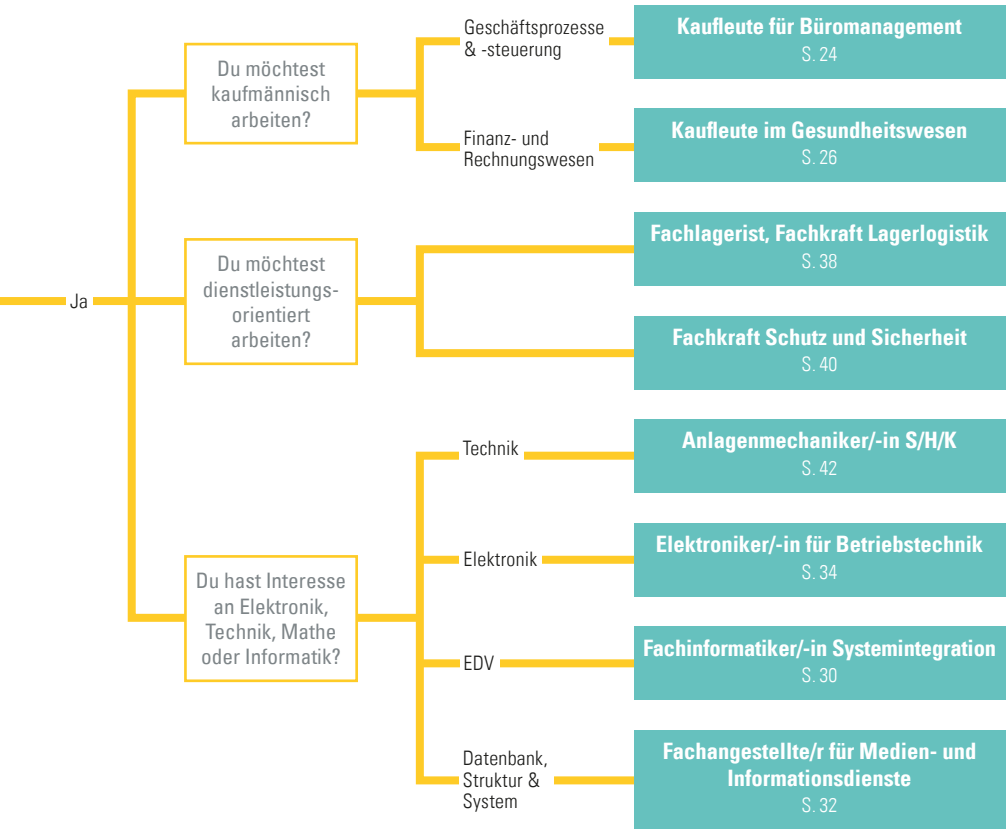 Ja
Du möchtest
kaufmännisch
arbeiten?
Geschäftsprozesse
& -steuerung
Kaufleute für Büromanagement
S. 24
Finanz- und
Rechnungswesen
Kaufleute im Gesundheitswesen
S. 26
Du möchtest
dienstleistungs-
orientiert
arbeiten?
Fachlagerist, Fachkraft Lagerlogistik
S. 38
Fachkraft Schutz und Sicherheit
S. 40
Du hast Interesse
an Elektronik,
Technik, Mathe
oder Informatik?
Technik
Anlagenmechaniker/-in S/H/K
S. 42
Elektronik
Elektroniker/-in für Betriebstechnik
S. 34
EDV
Fachinformatiker/-in Systemintegration
S. 30
Datenbank,
Struktur &
System
Fachangestellte/r für Medien- und
Informationsdienste
S. 32